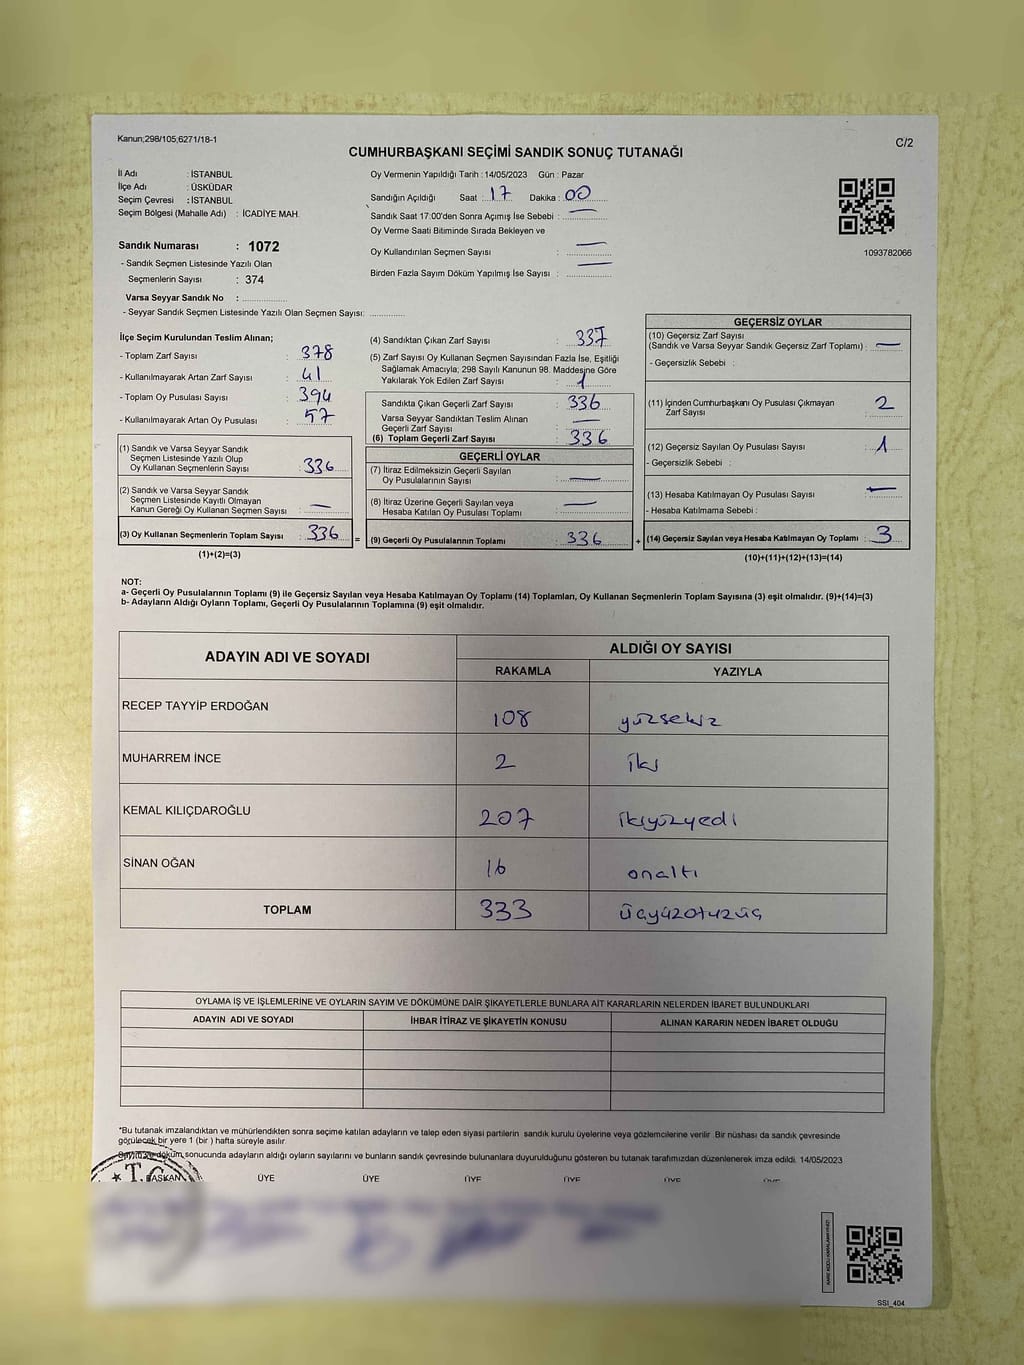 Kanun;298/105;6271/18-1
C/2
CUMHURBAŞKANI SEÇİMİ SANDIK SONUÇ TUTANAĞI
İl Adı : İSTANBUL
İlçe Adı : ÜSKÜDAR
Seçim Çevresi : İSTANBUL
Seçim Bölgesi (Mahalle Adı) : İCADİYE MAH.
Sandık Numarası : 1072
- Sandık Seçmen Listesinde Yazılı Olan
Seçmenlerin Sayısı : 374
Varsa Seyyar Sandık No :
- Seyyar Sandık Seçmen Listesinde Yazılı Olan Seçmen Sayısı:
Oy Vermenin Yapıldığı Tarih : 14/05/2023 Gün : Pazar
Sandığın Açıldığı Saat : 17 Dakika : 00
Sandık Saat 17:00'den Sonra Açımış İse Sebebi : —
Oy Verme Saati Bitiminde Sırada Bekleyen ve
Oy Kullandırılan Seçmen Sayısı : —
Birden Fazla Sayım Döküm Yapılmış İse Sayısı : —
1093782066
İlçe Seçim Kurulundan Teslim Alınan;
- Toplam Zarf Sayısı : 378
- Kullanılmayarak Artan Zarf Sayısı : 41
- Toplam Oy Pusulası Sayısı : 394
- Kullanılmayarak Artan Oy Pusulası : 57
(1) Sandık ve Varsa Seyyar Sandık
Seçmen Listesinde Yazılı Olup
Oy Kullanan Seçmenlerin Sayısı : 336
(2) Sandık ve Varsa Seyyar Sandık
Seçmen Listesinde Kayıtlı Olmayan
Kanun Gereği Oy Kullanan Seçmen Sayısı : —
(3) Oy Kullanan Seçmenlerin Toplam Sayısı : 336 =
(1)+(2)=(3)
(4) Sandıktan Çıkan Zarf Sayısı : 337
(5) Zarf Sayısı Oy Kullanan Seçmen Sayısından Fazla İse, Eşitliği
Sağlamak Amacıyla; 298 Sayılı Kanunun 98. Maddesine Göre
Yakılarak Yok Edilen Zarf Sayısı : 1
Sandıkta Çıkan Geçerli Zarf Sayısı : 336
Varsa Seyyar Sandıktan Teslim Alınan
Geçerli Zarf Sayısı : —
(6) Toplam Geçerli Zarf Sayısı : 336
GEÇERLİ OYLAR
(7) İtiraz Edilmeksizin Geçerli Sayılan
Oy Pusulalarının Sayısı : —
(8) İtiraz Üzerine Geçerli Sayılan veya
Hesaba Katılan Oy Pusulası Toplamı : —
(9) Geçerli Oy Pusulalarının Toplamı : 336 +
GEÇERSİZ OYLAR
(10) Geçersiz Zarf Sayısı
(Sandık ve Varsa Seyyar Sandık Geçersiz Zarf Toplamı) : —
- Geçersizlik Sebebi :
(11) İçinden Cumhurbaşkanı Oy Pusulası Çıkmayan
Zarf Sayısı : 2
(12) Geçersiz Sayılan Oy Pusulası Sayısı : 1
- Geçersizlik Sebebi :
(13) Hesaba Katılmayan Oy Pusulası Sayısı : —
- Hesaba Katılmama Sebebi :
(14) Geçersiz Sayılan veya Hesaba Katılmayan Oy Toplamı : 3
(10)+(11)+(12)+(13)=(14)
NOT:
a- Geçerli Oy Pusulalarının Toplamı (9) ile Geçersiz Sayılan veya Hesaba Katılmayan Oy Toplamı (14) Toplamları, Oy Kullanan Seçmenlerin Toplam Sayısına (3) eşit olmalıdır. (9)+(14)=(3)
b- Adayların Aldığı Oyların Toplamı, Geçerli Oy Pusulalarının Toplamına (9) eşit olmalıdır.
ADAYIN ADI VE SOYADI ALDIĞI OY SAYISI
RAKAMLA YAZIYLA
RECEP TAYYİP ERDOĞAN 108 yüzsekiz
MUHARREM İNCE 2 iki
KEMAL KILIÇDAROĞLU 207 ikiyüzyedi
SİNAN OĞAN 16 onaltı
TOPLAM 333 üçyüzotuzüç
OYLAMA İŞ VE İŞLEMLERİNE VE OYLARIN SAYIM VE DÖKÜMÜNE DAİR ŞİKAYETLERLE BUNLARA AİT KARARLARIN NELERDEN İBARET BULUNDUKLARI
ADAYIN ADI VE SOYADI İHBAR İTİRAZ VE ŞİKAYETİN KONUSU ALINAN KARARIN NEDEN İBARET OLDUĞU
*Bu tutanak imzalandıktan ve mühürlendikten sonra seçime katılan adayların ve talep eden siyasi partilerin sandık kurulu üyelerine veya gözlemcilerine verilir. Bir nüshası da sandık çevresinde
görülecek bir yere 1 (bir ) hafta süreyle asılır.
Sayım ve döküm sonucunda adayların aldığı oyların sayılarını ve bunların sandık çevresinde bulunanlara duyurulduğunu gösteren bu tutanak tarafımızdan düzenlenerek imza edildi. 14/05/2023
T.C.
BAŞKAN ÜYE ÜYE ÜYE ÜYE ÜYE ÜYE
SSI_404